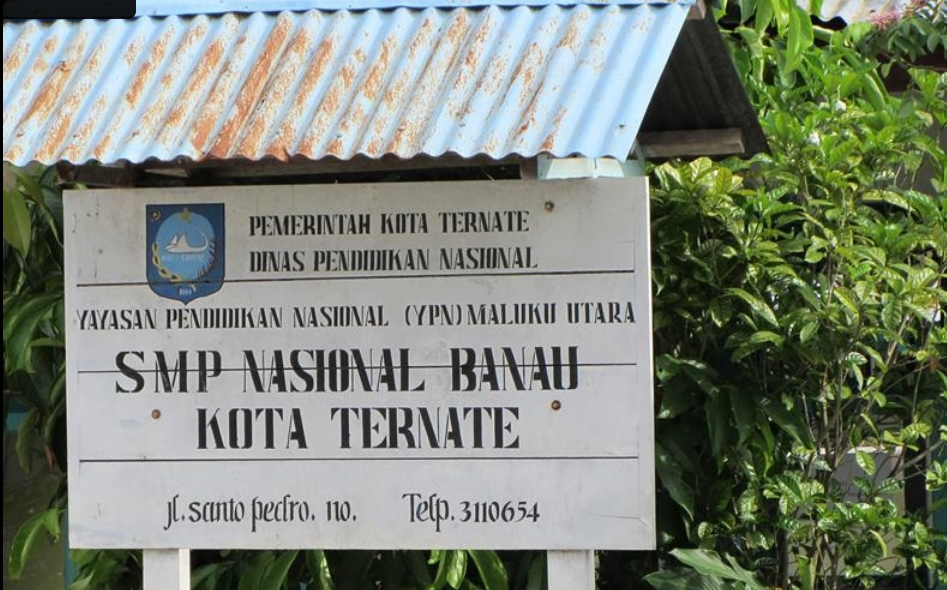 PEMERINTAH KOTA TERNATE
DINAS PENDIDIKAN NASIONAL
YAYASAN PENDIDIKAN NASIONAL (YPN) MALUKU UTARA
SMP NASIONAL BANAU
KOTA TERNATE
jl. santo pedro. no. Telp. 3110654